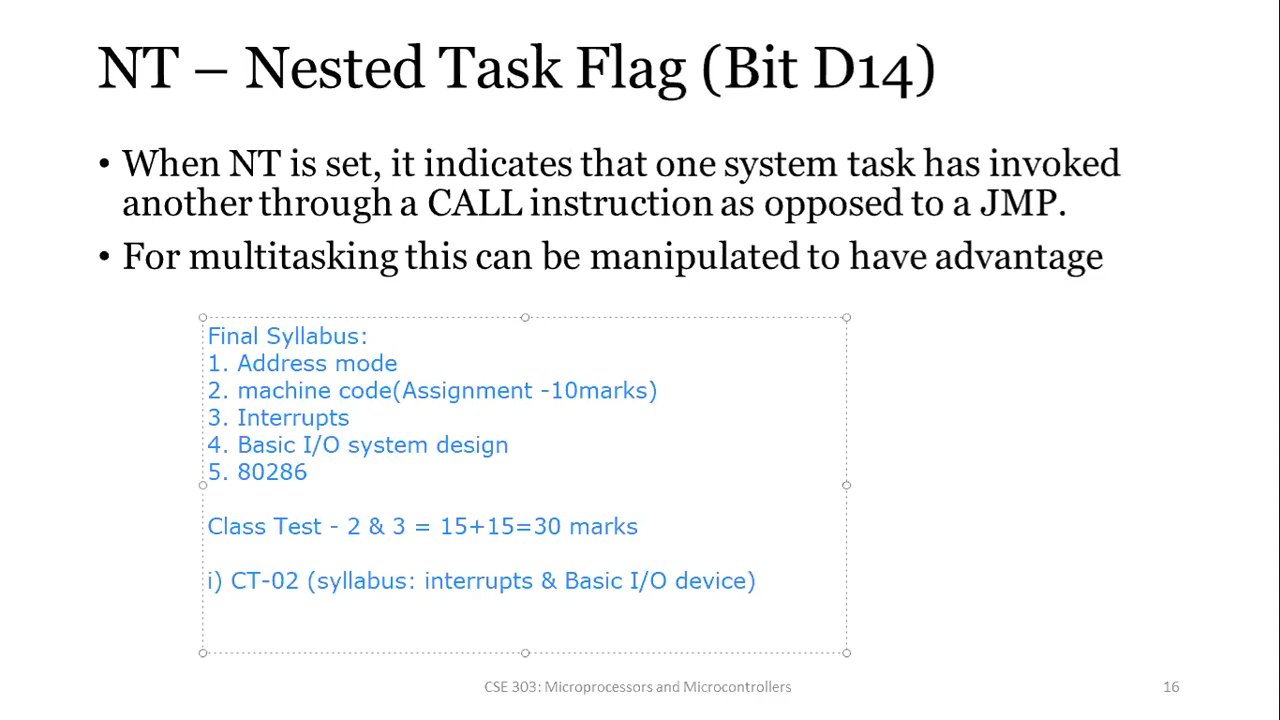 NT – Nested Task Flag (Bit D14)
• When NT is set, it indicates that one system task has invoked
another through a CALL instruction as opposed to a JMP.
• For multitasking this can be manipulated to have advantage
Final Syllabus:
1. Address mode
2. machine code(Assignment -10marks)
3. Interrupts
4. Basic I/O system design
5. 80286
Class Test - 2 & 3 = 15+15=30 marks
i) CT-02 (syllabus: interrupts & Basic I/O device)
CSE 303: Microprocessors and Microcontrollers
16